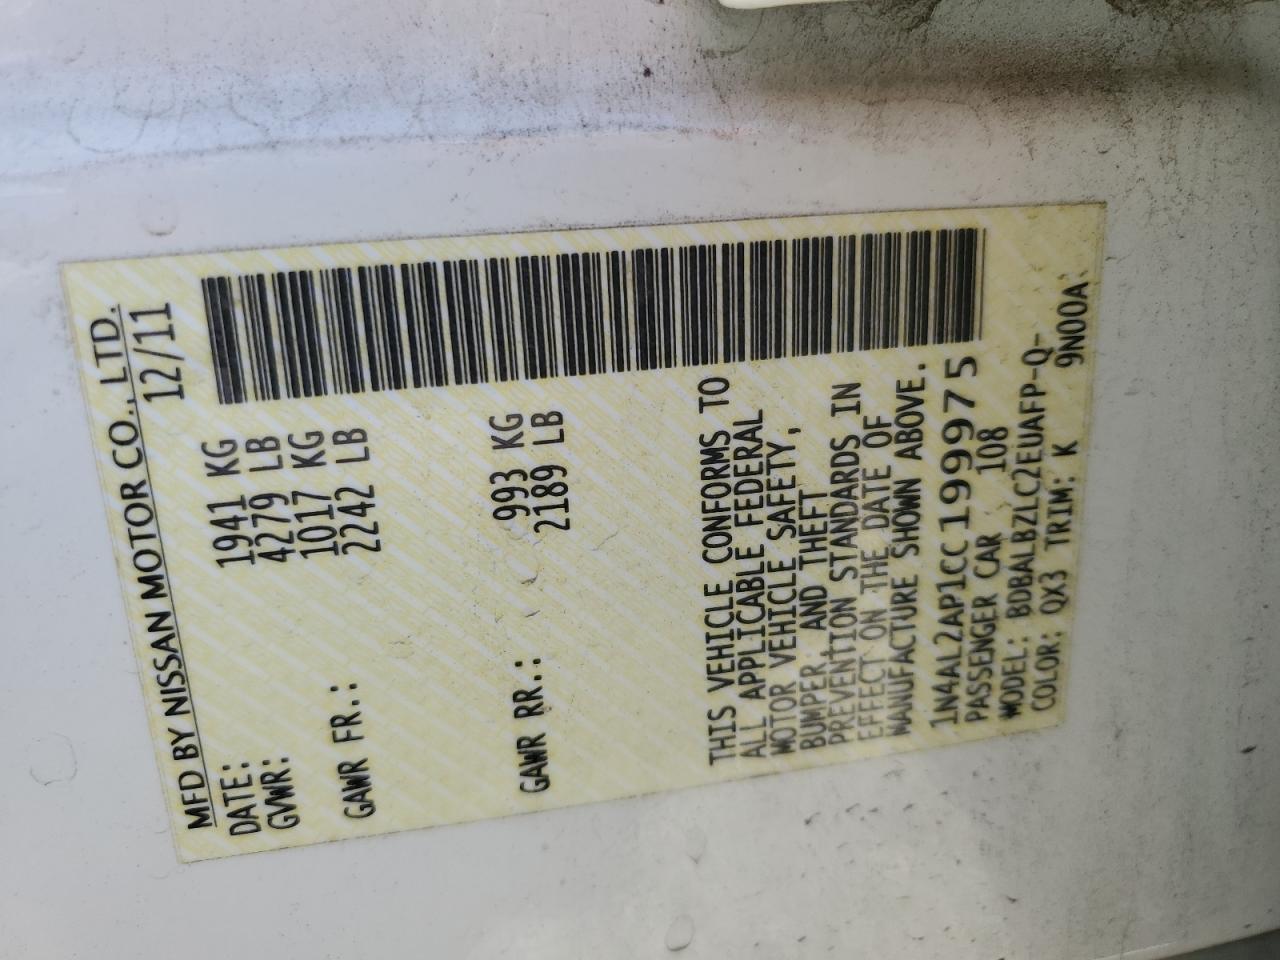 MFD BY NISSAN MOTOR CO., LTD.
DATE: 12/11
GVWR: 1941 KG
4279 LB
GAWR FR.: 1017 KG
2242 LB
GAWR RR.: 993 KG
2189 LB
THIS VEHICLE CONFORMS TO
ALL APPLICABLE FEDERAL
MOTOR VEHICLE SAFETY,
BUMPER, AND THEFT
PREVENTION STANDARDS IN
EFFECT ON THE DATE OF
MANUFACTURE SHOWN ABOVE.
1N4AL2AP1CC199975
PASSENGER CAR 108
MODEL: BDBALBZLC2EUAFP-Q-
COLOR: QX3 TRIM: K 9N00A: